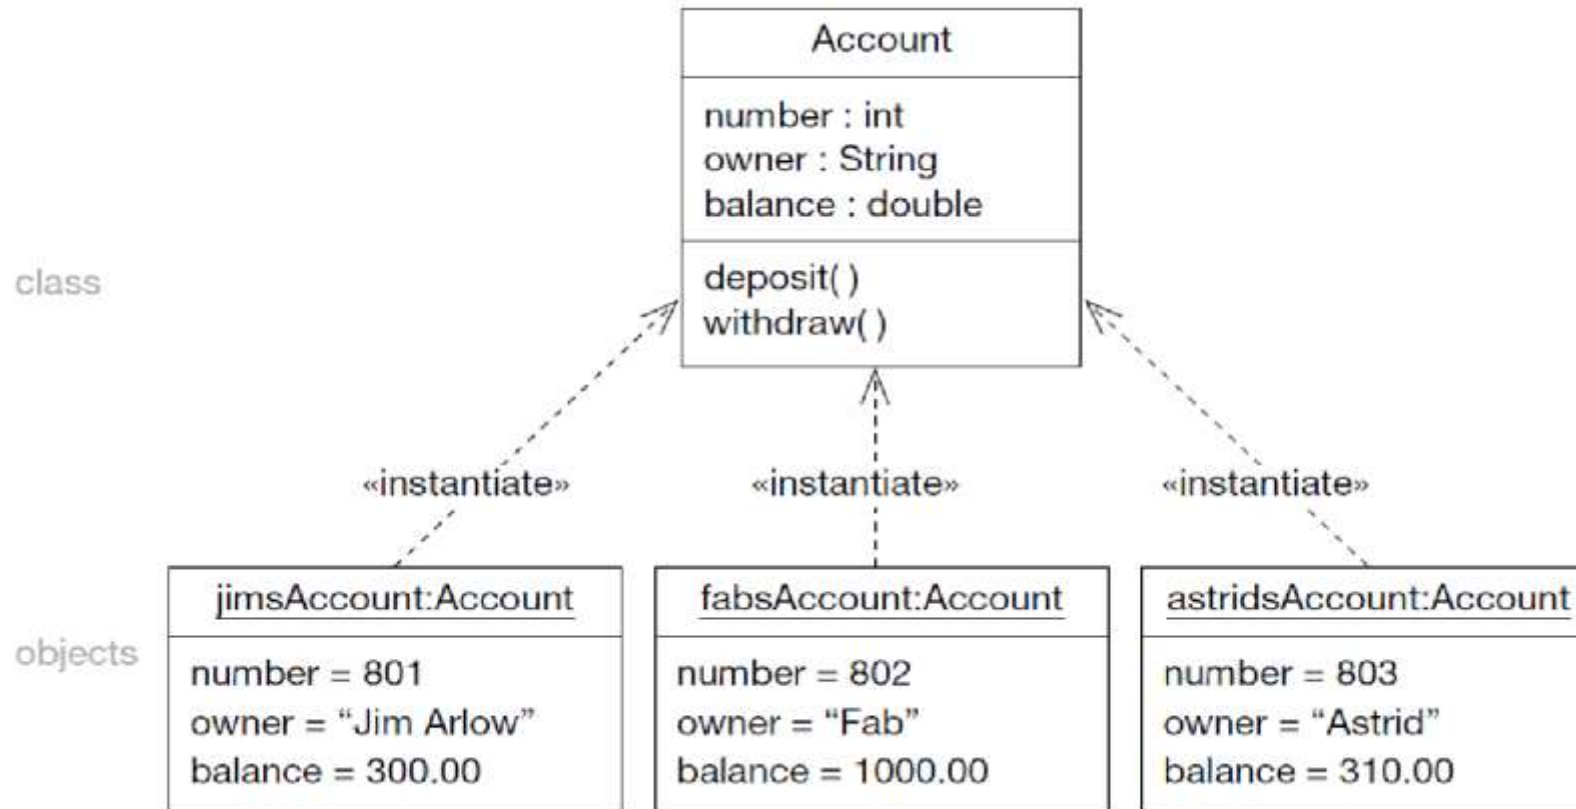 Account
number : int
owner : String
balance : double
class
deposit( )
withdraw( )
«instantiate»
«instantiate»
«instantiate»
jimsAccount:Account
fabsAccount:Account
astridsAccount:Account
objects
number = 801
owner = “Jim Arlow”
balance = 300.00
number = 802
owner = “Fab”
balance = 1000.00
number = 803
owner = “Astrid”
balance = 310.00